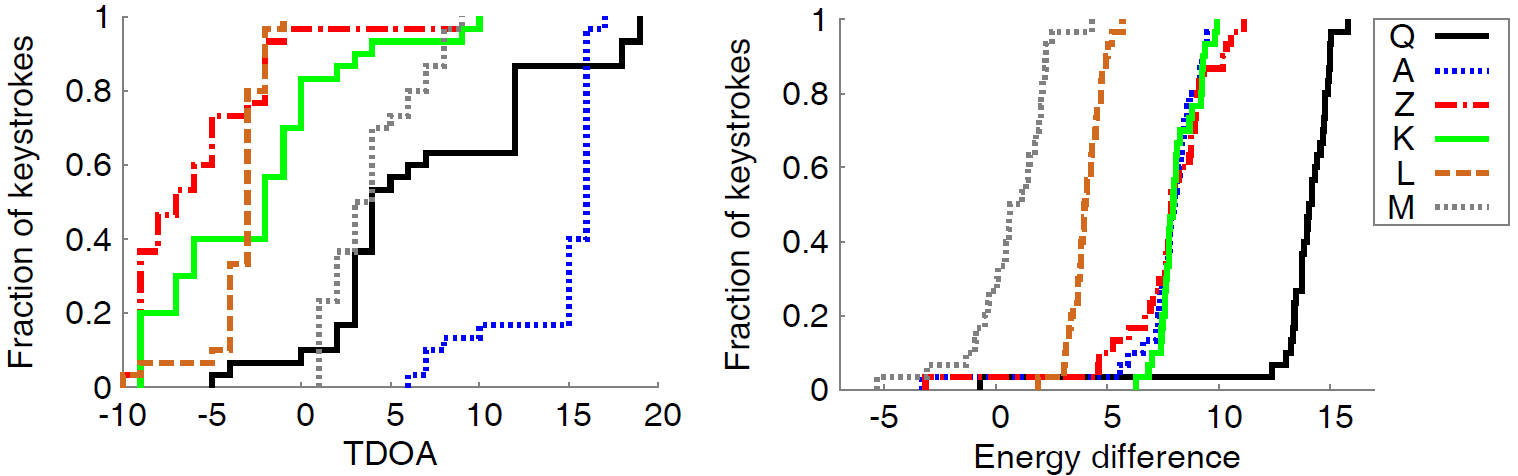 Fraction of keystrokes
1
0.8
0.6
0.4
0.2
0
-10 -5 0 5 10 15 20
TDOA
Fraction of keystrokes
1
0.8
0.6
0.4
0.2
0
-5 0 5 10 15
Energy difference
Q
A
Z
K
L
M